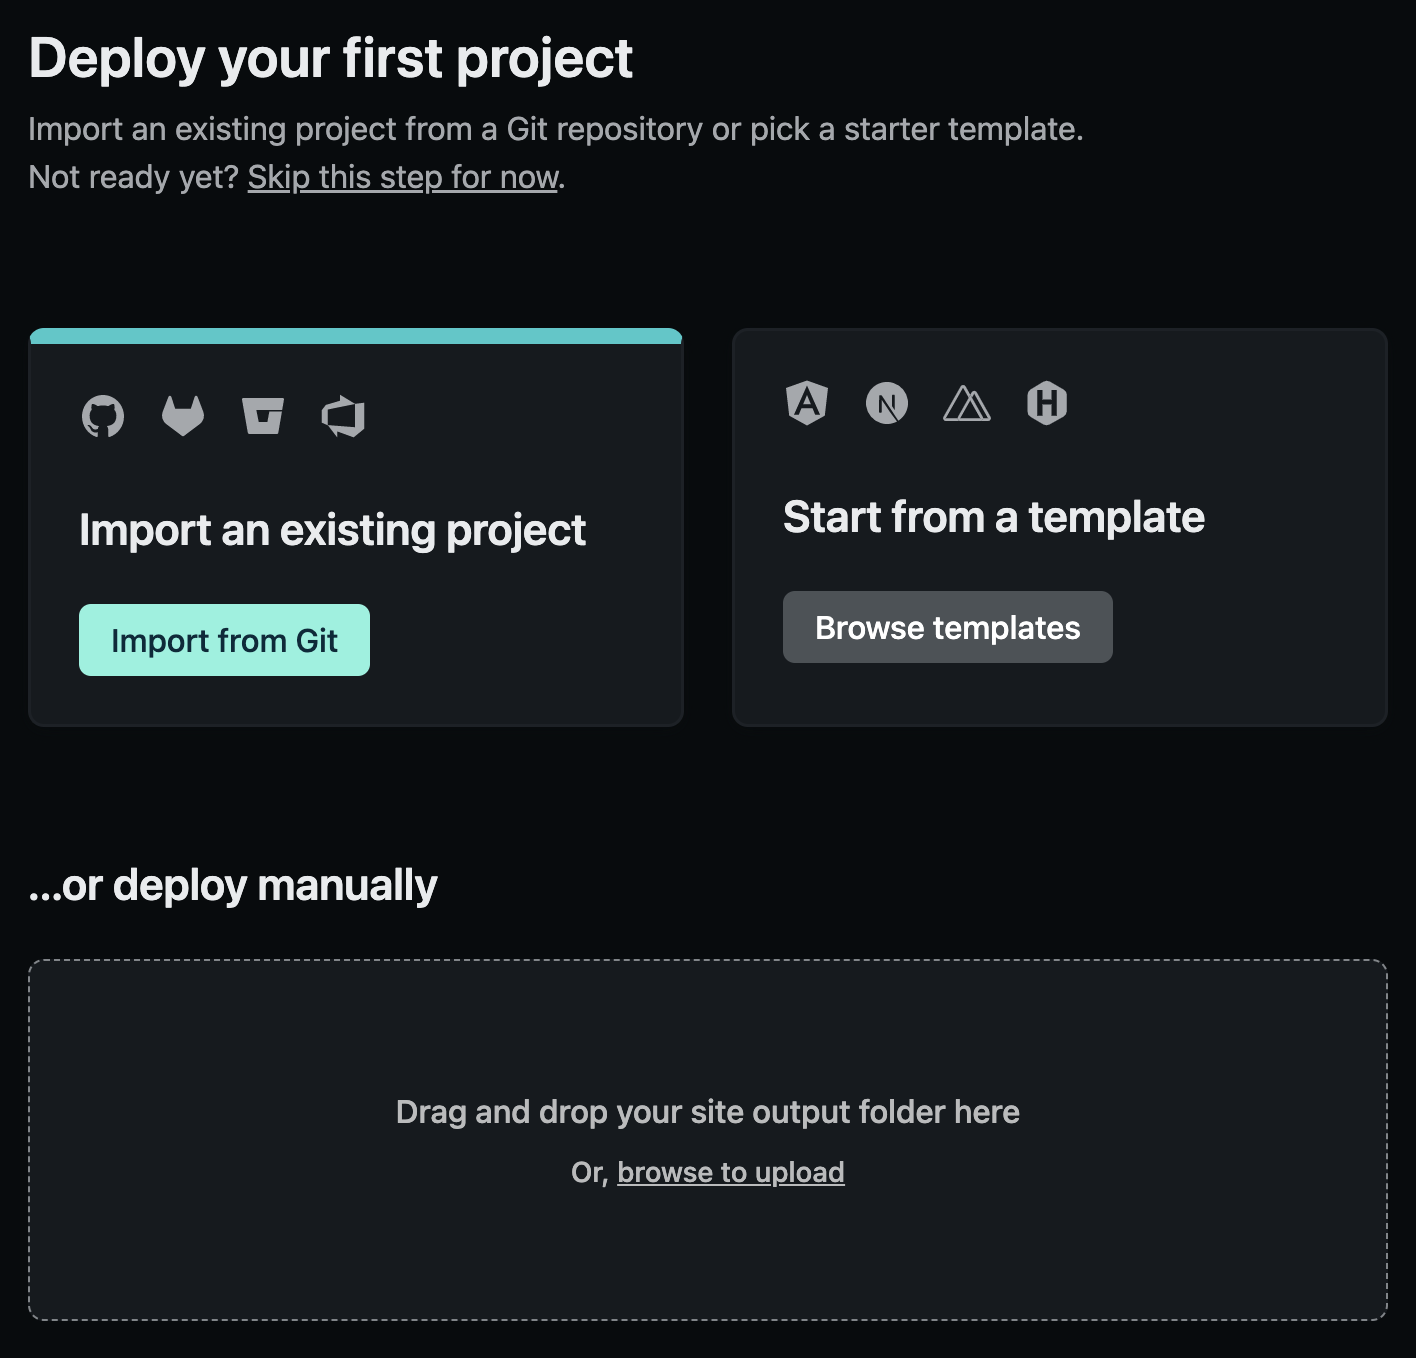 Deploy your first project
Import an existing project from a Git repository or pick a starter template.
Not ready yet? Skip this step for now.
Import an existing project
Import from Git
Start from a template
Browse templates
...or deploy manually
Drag and drop your site output folder here
Or, browse to upload